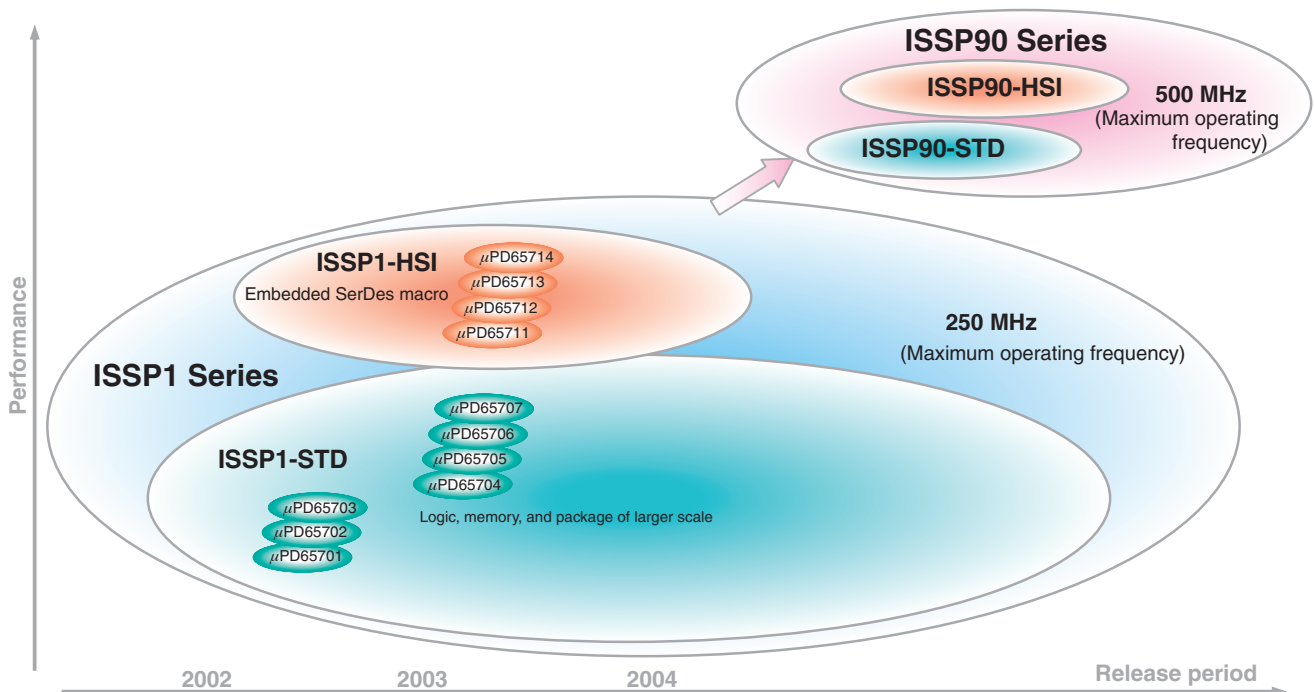 ISSP90 Series
ISSP90-HSI
500 MHz
(Maximum operating
frequency)
ISSP90-STD
ISSP1-HSI
Embedded SerDes macro
μPD65714
μPD65713
μPD65712
μPD65711
250 MHz
(Maximum operating frequency)
ISSP1 Series
μPD65707
μPD65706
μPD65705
μPD65704
ISSP1-STD
Logic, memory, and package of larger scale
μPD65703
μPD65702
μPD65701
Performance
2002
2003
2004
Release period